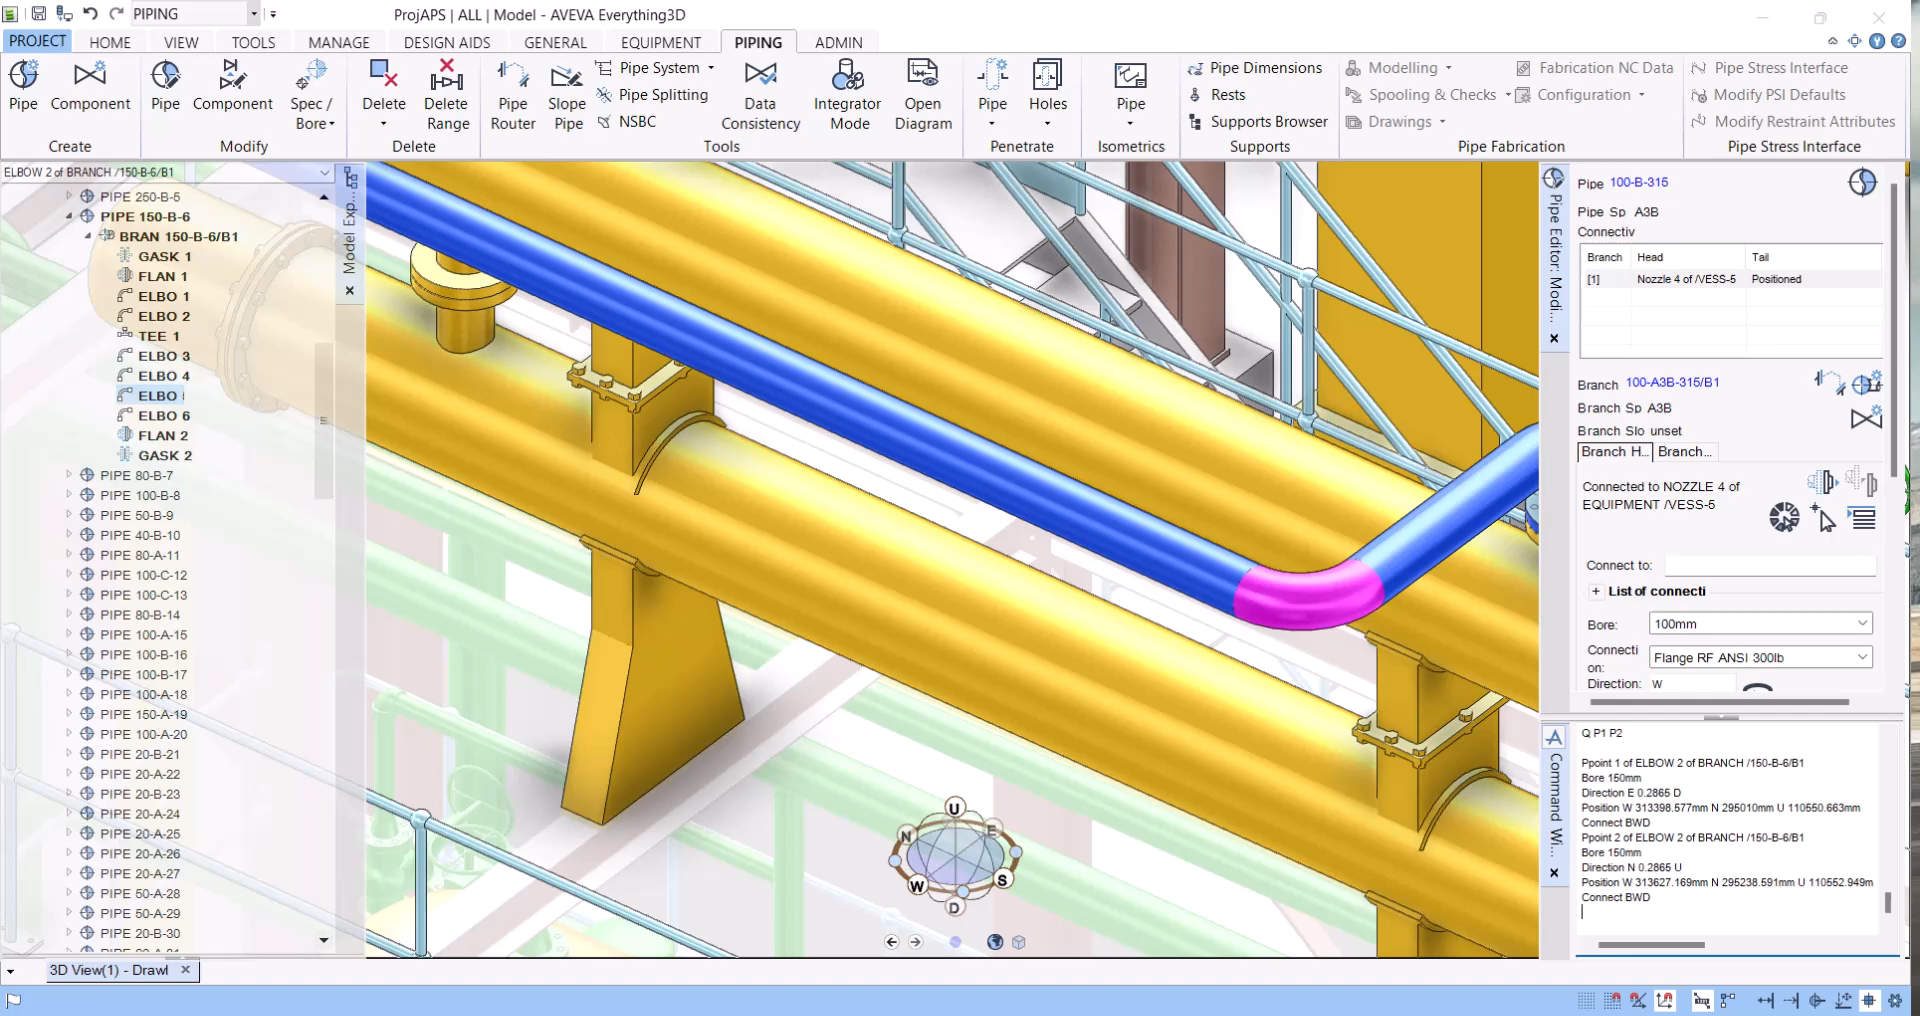 PIPING
ProjAPS | ALL | Model - AVEVA Everything3D
PROJECT HOME VIEW TOOLS MANAGE DESIGN AIDS GENERAL EQUIPMENT PIPING ADMIN
Pipe Component
Create
Pipe Component Spec / Bore
Modify
Delete Delete Range
Delete
Pipe Router Slope Pipe
Pipe System
Pipe Splitting
NSBC
Data Consistency Integrator Mode Open Diagram
Tools
Pipe Holes
Penetrate
Pipe
Isometrics
Pipe Dimensions
Rests
Supports Browser
Supports
Modelling Fabrication NC Data
Spooling & Checks Configuration
Drawings
Pipe Fabrication
Pipe Stress Interface
Modify PSI Defaults
Modify Restraint Attributes
Pipe Stress Interface
ELBOW 2 of BRANCH /150-B-6/B1
PIPE 250-B-5
PIPE 150-B-6
BRAN 150-B-6/B1
GASK 1
FLAN 1
ELBO 1
ELBO 2
TEE 1
ELBO 3
ELBO 4
ELBO
ELBO 6
FLAN 2
GASK 2
PIPE 80-B-7
PIPE 100-B-8
PIPE 50-B-9
PIPE 40-B-10
PIPE 80-A-11
PIPE 100-C-12
PIPE 100-C-13
PIPE 80-B-14
PIPE 100-A-15
PIPE 100-B-16
PIPE 100-B-17
PIPE 100-A-18
PIPE 150-A-19
PIPE 100-A-20
PIPE 20-B-21
PIPE 20-A-22
PIPE 20-B-23
PIPE 20-A-24
PIPE 20-A-25
PIPE 20-A-26
PIPE 20-A-27
PIPE 50-A-28
PIPE 50-A-29
PIPE 20-B-30
Model Exp...
U
N E
W S
D
Pipe Editor: Modi...
Pipe 100-B-315
Pipe Sp A3B
Connectiv
Branch Head Tail
[1] Nozzle 4 of /VESS-5 Positioned
Branch 100-A3B-315/B1
Branch Sp A3B
Branch Slo unset
Branch H... Branch...
Connected to NOZZLE 4 of
EQUIPMENT /VESS-5
Connect to:
+ List of connecti
Bore: 100mm
Connecti on: Flange RF ANSI 300lb
Direction: W
Command Wi...
Q P1 P2
Ppoint 1 of ELBOW 2 of BRANCH /150-B-6/B1
Bore 150mm
Direction E 0.2865 D
Position W 313398.577mm N 295010mm U 110550.663mm
Connect BWD
Ppoint 2 of ELBOW 2 of BRANCH /150-B-6/B1
Bore 150mm
Direction N 0.2865 U
Position W 313627.169mm N 295238.591mm U 110552.949m
Connect BWD
3D View(1) - Drawl